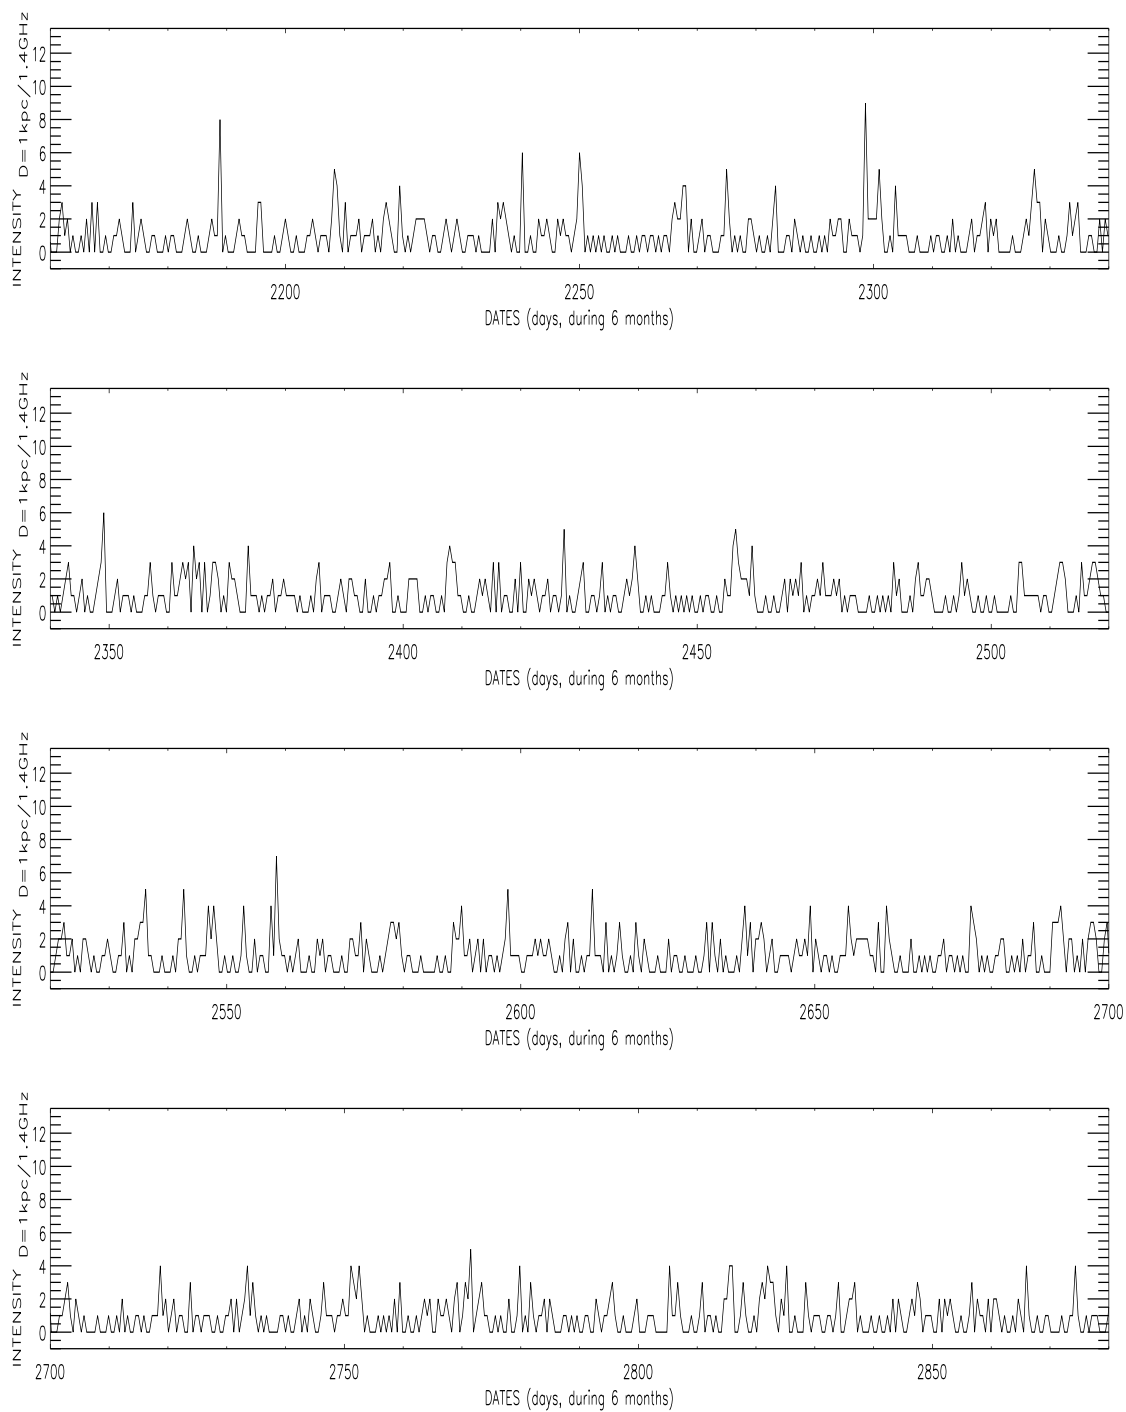 INTENSITY D=1kpc/1.4GHz
12
10
8
6
4
2
0
2200 2250 2300
DATES (days, during 6 months)
INTENSITY D=1kpc/1.4GHz
12
10
8
6
4
2
0
2350 2400 2450 2500
DATES (days, during 6 months)
INTENSITY D=1kpc/1.4GHz
12
10
8
6
4
2
0
2550 2600 2650 2700
DATES (days, during 6 months)
INTENSITY D=1kpc/1.4GHz
12
10
8
6
4
2
0
2700 2750 2800 2850
DATES (days, during 6 months)